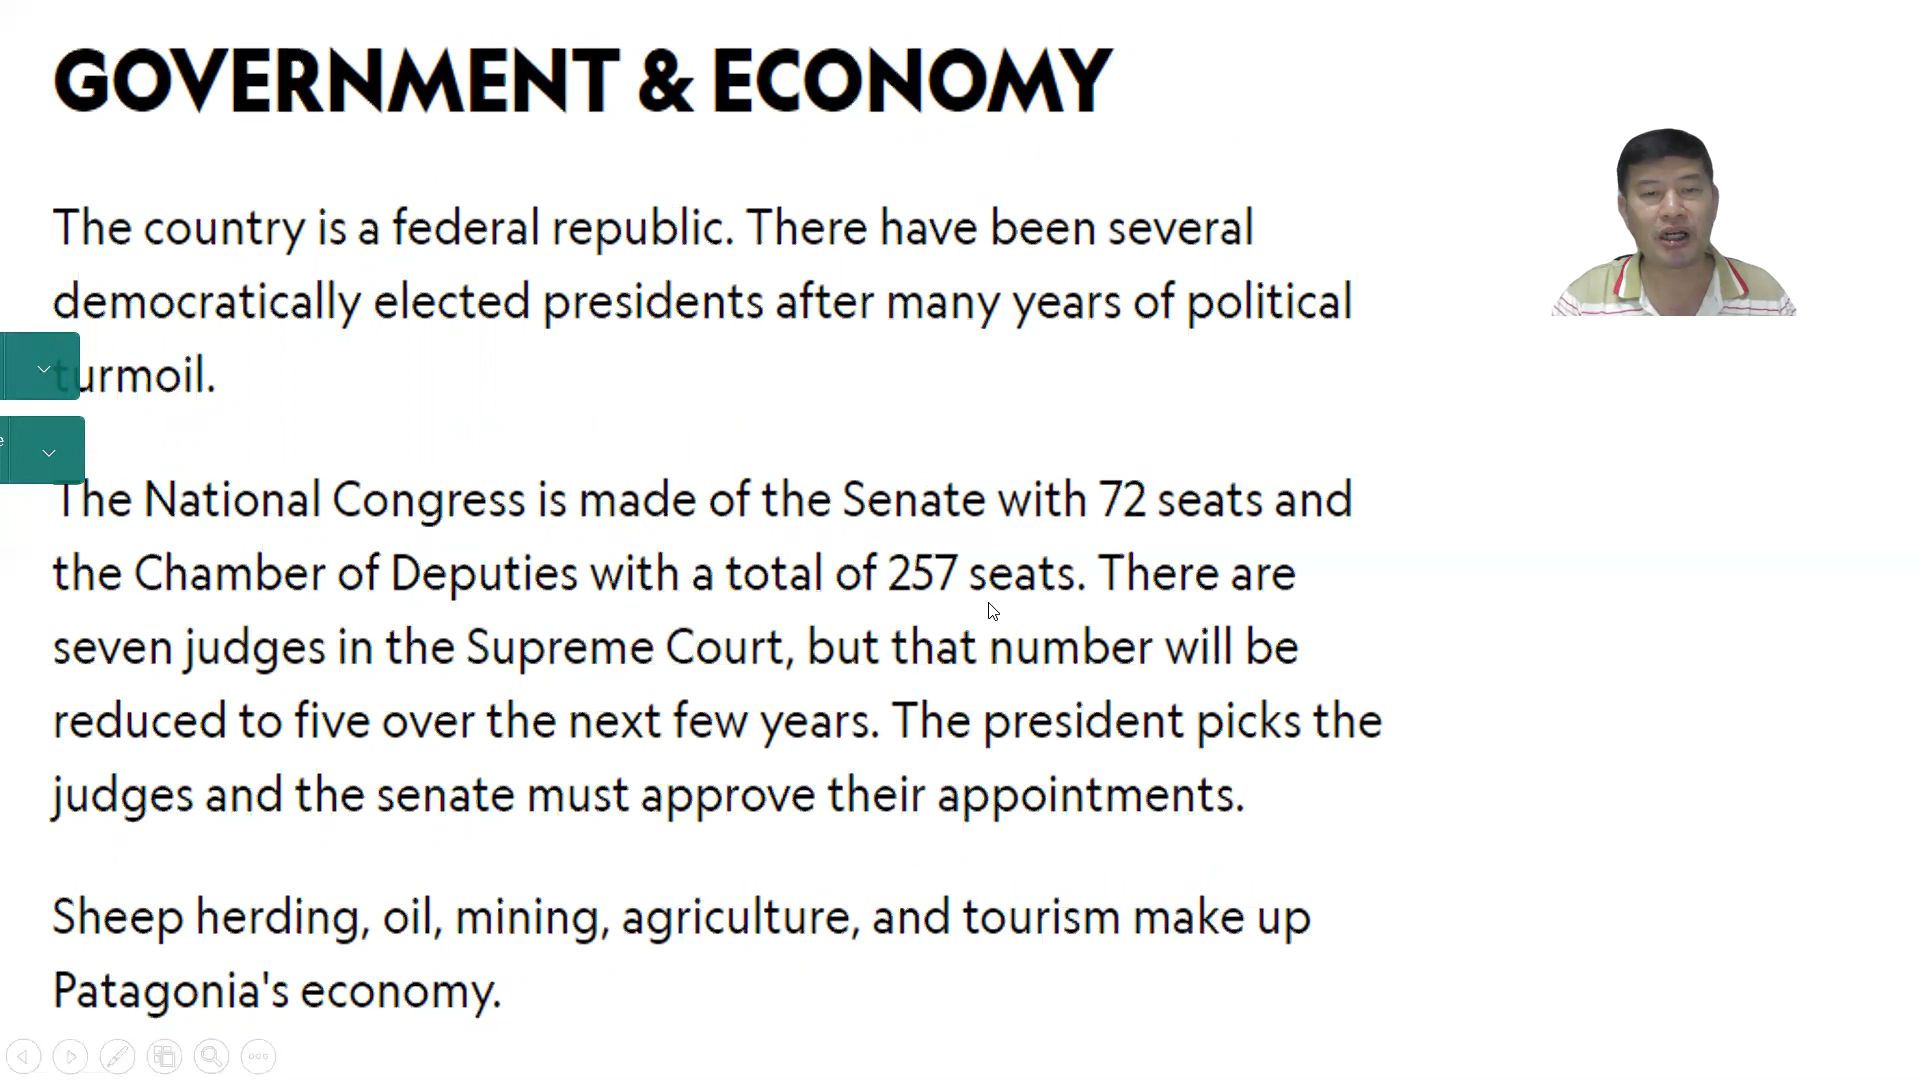 GOVERNMENT & ECONOMY
The country is a federal republic. There have been several
democratically elected presidents after many years of political
turmoil.
e
The National Congress is made of the Senate with 72 seats and
the Chamber of Deputies with a total of 257 seats. There are
seven judges in the Supreme Court, but that number will be
reduced to five over the next few years. The president picks the
judges and the senate must approve their appointments.
Sheep herding, oil, mining, agriculture, and tourism make up
Patagonia's economy.